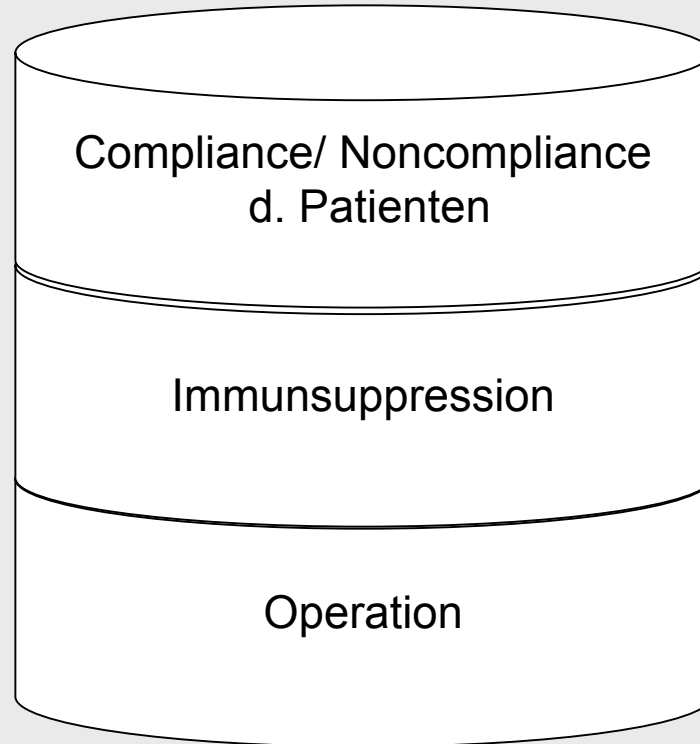 Compliance/ Noncompliance
d. Patienten
Immunsuppression
Operation